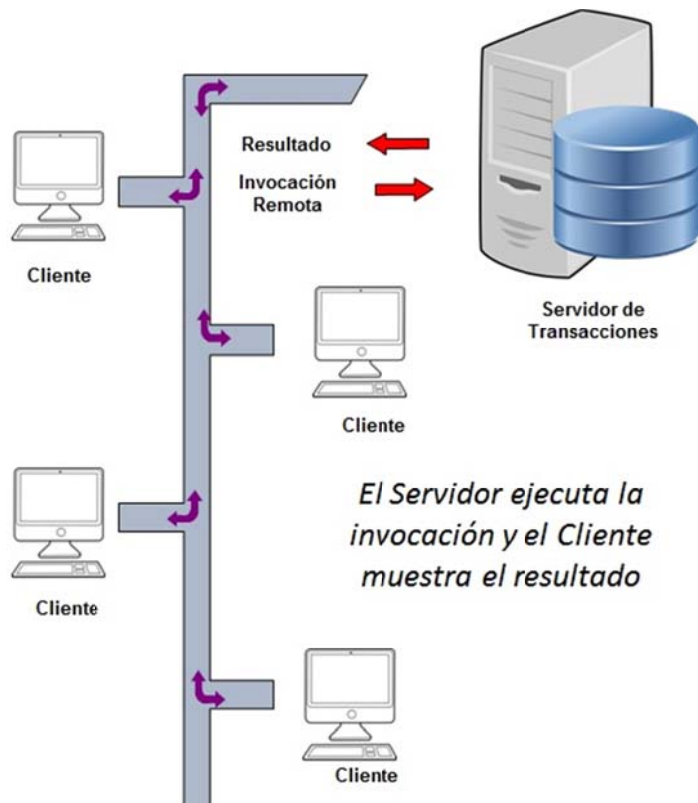 Resultado
Invocación
Remota
Cliente
Servidor de
Transacciones
Cliente
El Servidor ejecuta la
invocación y el Cliente
muestra el resultado
Cliente
Cliente